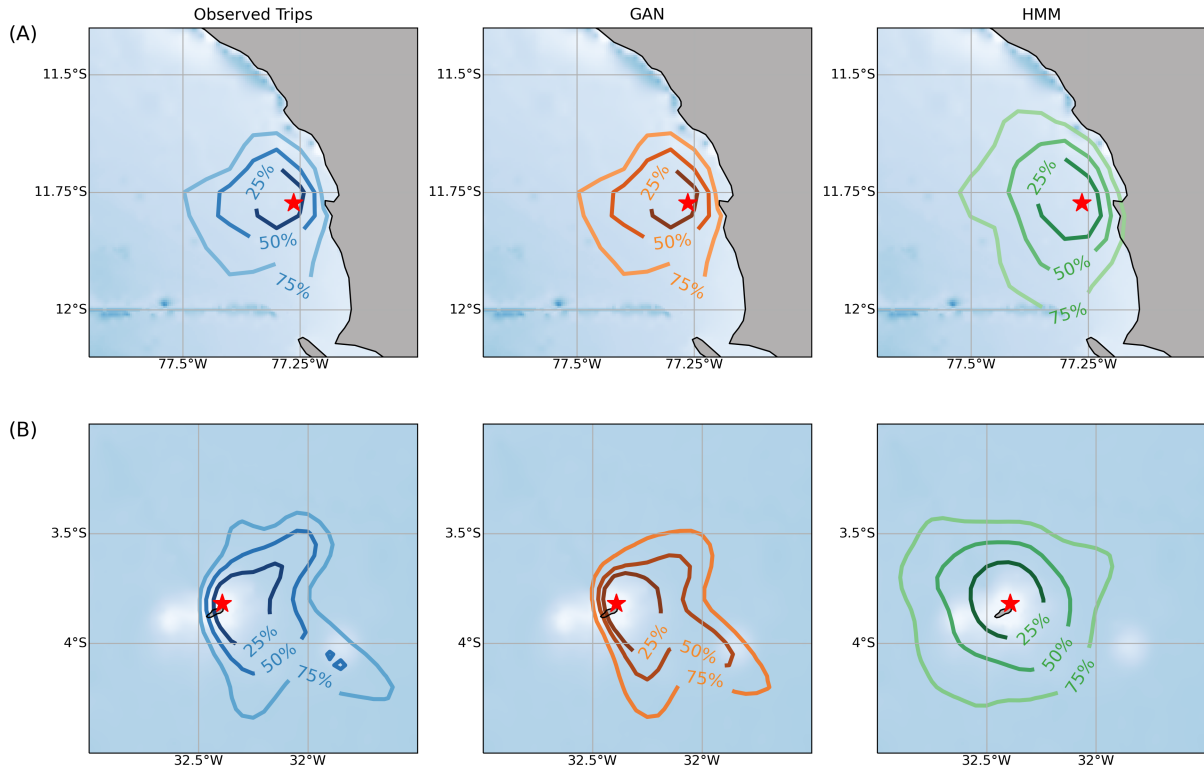 Observed Trips GAN HMM
(A)
11.5°S 11.5°S 11.5°S
25% 25% 25%
11.75°S 11.75°S 11.75°S
50% 50% 50%
75% 75% 75%
12°S 12°S 12°S
77.5°W 77.25°W 77.5°W 77.25°W 77.5°W 77.25°W
(B)
3.5°S 3.5°S 3.5°S
25% 25% 25%
4°S 4°S 4°S
50% 50% 50%
75% 75% 75%
32.5°W 32°W 32.5°W 32°W 32.5°W 32°W